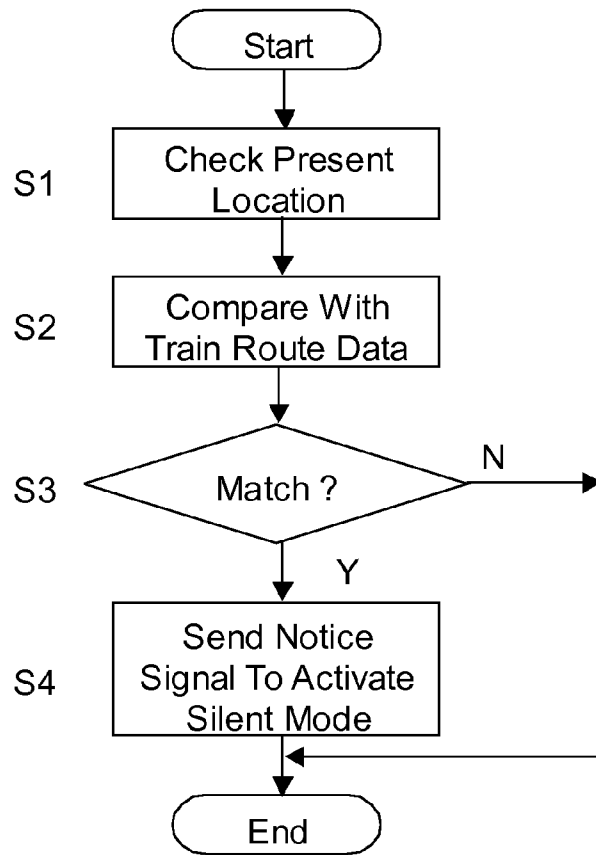 Start
S1
Check Present
Location
S2
Compare With
Train Route Data
S3
Match ?
N
Y
S4
Send Notice
Signal To Activate
Silent Mode
End